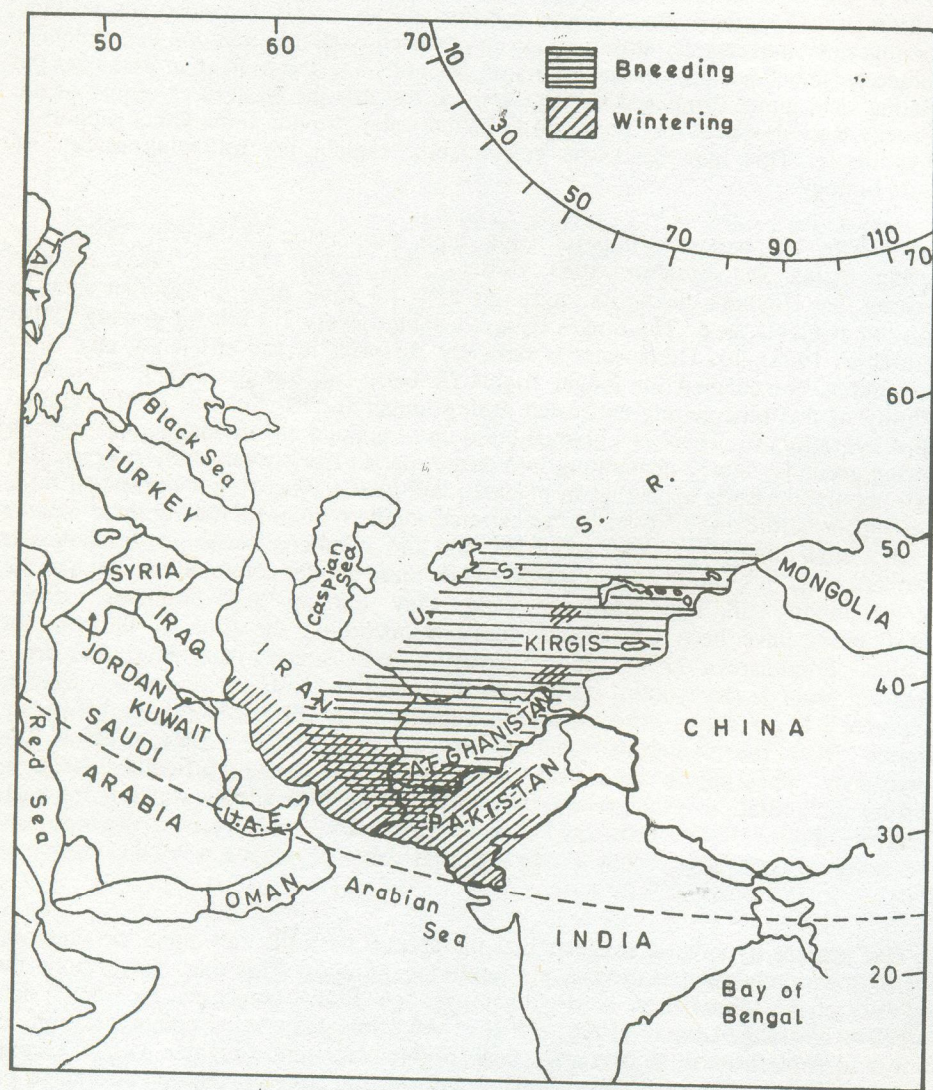 50 60 70
10
30
50
70
90
110
70
Bneeding
Wintering
60
50
40
30
20
ITALY
Black Sea
TURKEY
Caspian Sea
U. S. S. R.
MONGOLIA
SYRIA
IRAQ
KIRGIS
IRAN
JORDAN
KUWAIT
AFGHANISTAN
CHINA
Red Sea
SAUDI
ARABIA
PAKISTAN
U.A.E.
OMAN
Arabian
Sea
INDIA
Bay of
Bengal